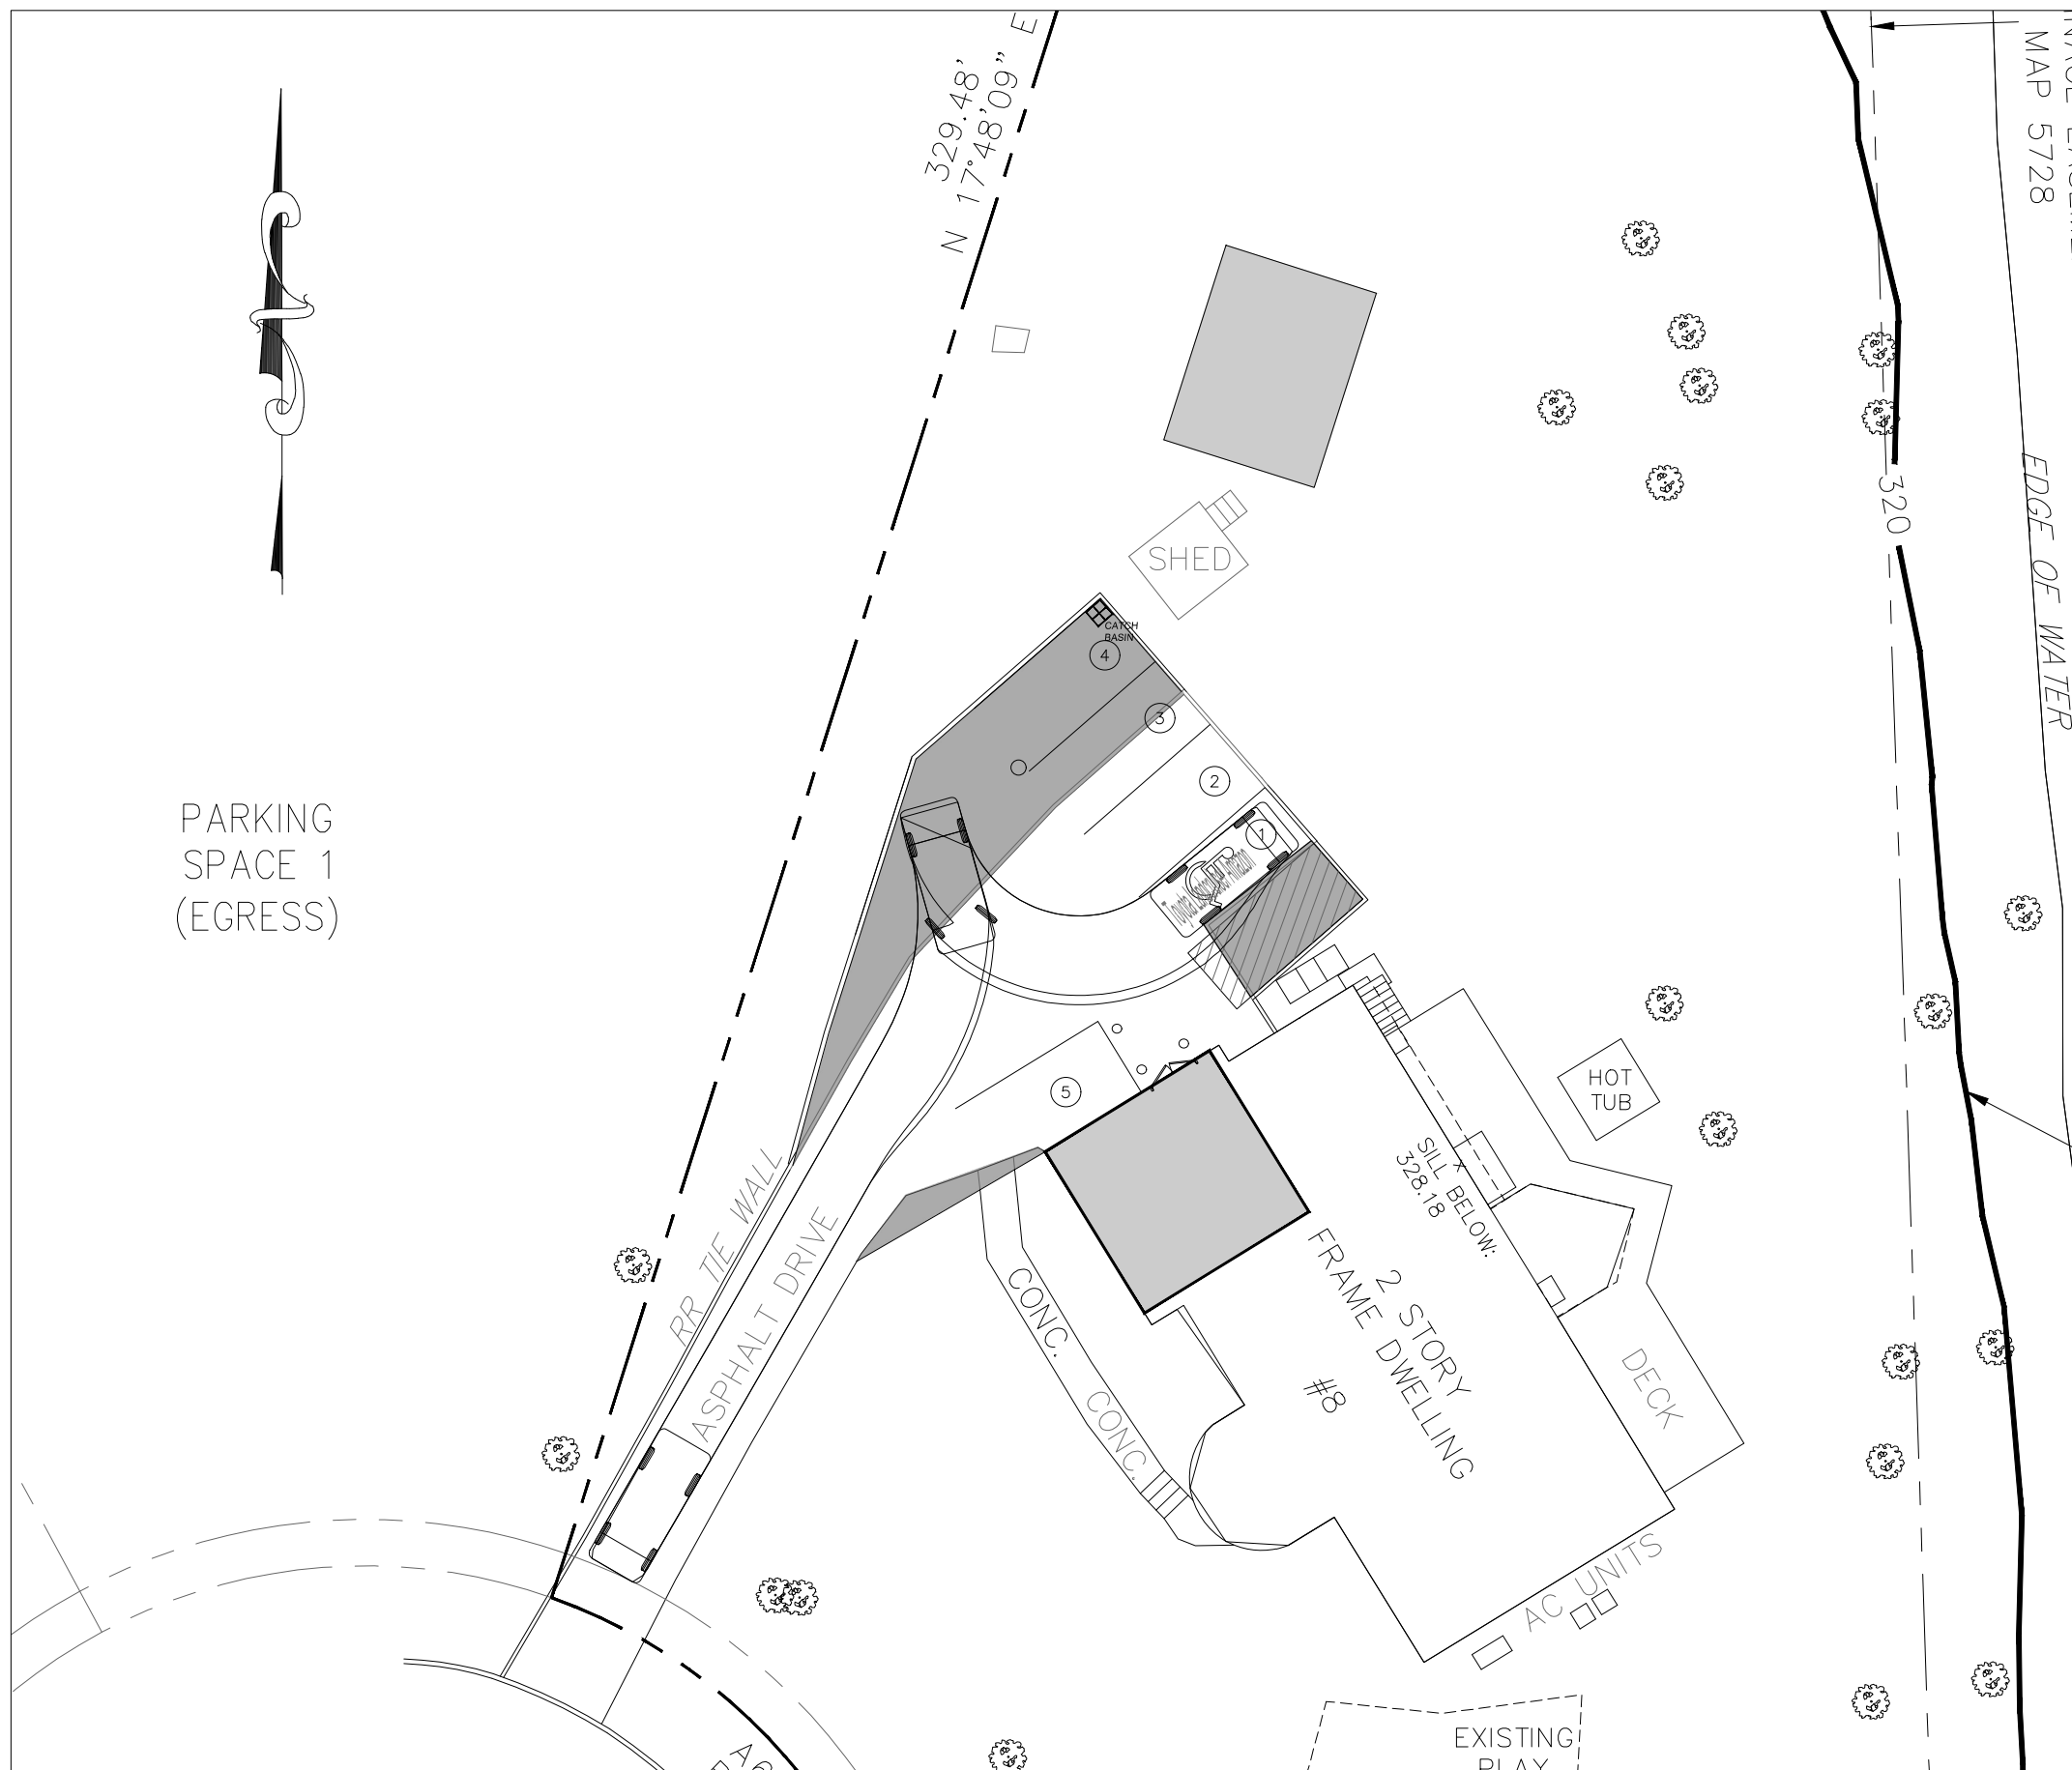 329.48'
N 17°48'09" E
MAP 5728
320
EDGE OF WATER
SHED
CATCH
BASIN
4
3
2
1
5
PARKING
SPACE 1
(EGRESS)
HOT
TUB
SILL BELOW:
328.18
RR TIE WALL
ASPHALT DRIVE
CONC.
CONC.
2 STORY
FRAME DWELLING
#8
DECK
AC UNITS
EXISTING
PLAY